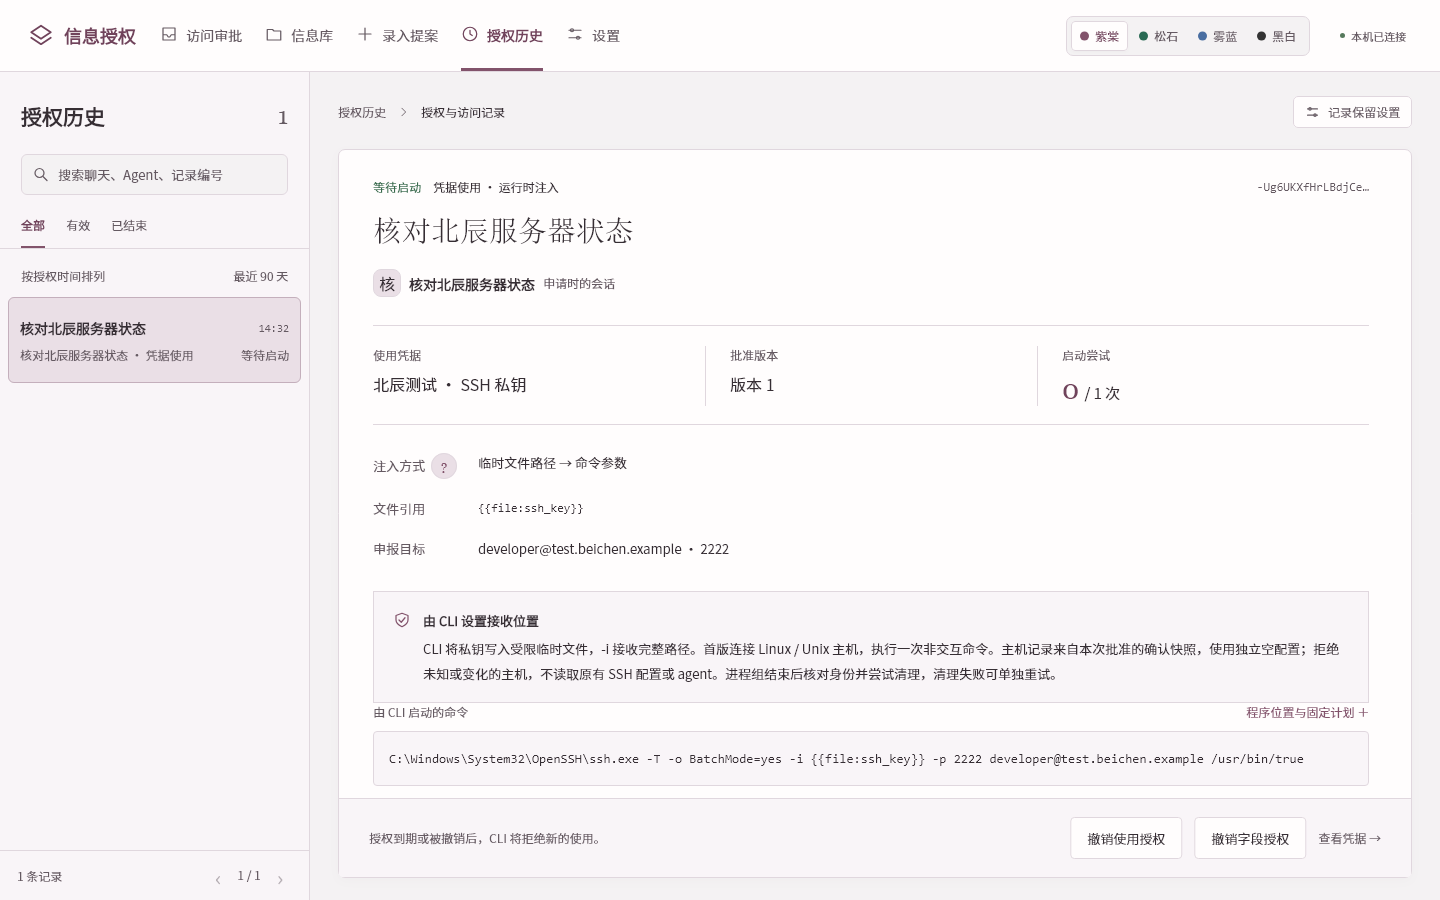 信息授权
访问审批
信息库
录入提案
授权历史
设置
紫棠
松石
雾蓝
黑白
本机已连接
授权历史
1
搜索聊天、Agent、记录编号
全部
有效
已结束
按授权时间排列
最近 90 天
核对北辰服务器状态
14:32
核对北辰服务器状态 · 凭据使用
等待启动
1 条记录
‹ 1 / 1 ›
授权历史 > 授权与访问记录
记录保留设置
等待启动 凭据使用 · 运行时注入
-Ug6UKXfHrLBdjCe…
核对北辰服务器状态
核 核对北辰服务器状态 申请时的会话
使用凭据
北辰测试 · SSH 私钥
批准版本
版本 1
启动尝试
0 / 1 次
注入方式 ? 临时文件路径 → 命令参数
文件引用 {{file:ssh_key}}
申报目标 developer@test.beichen.example · 2222
由 CLI 设置接收位置
CLI 将私钥写入受限临时文件，-i 接收完整路径。首版连接 Linux / Unix 主机，执行一次非交互命令。主机记录来自本次批准的确认快照，使用独立空配置；拒绝
未知或变化的主机，不读取原有 SSH 配置或 agent。进程组结束后核对身份并尝试清理，清理失败可单独重试。
由 CLI 启动的命令
程序位置与固定计划 +
C:\Windows\System32\OpenSSH\ssh.exe -T -o BatchMode=yes -i {{file:ssh_key}} -p 2222 developer@test.beichen.example /usr/bin/true
授权到期或被撤销后，CLI 将拒绝新的使用。
撤销使用授权
撤销字段授权
查看凭据 →